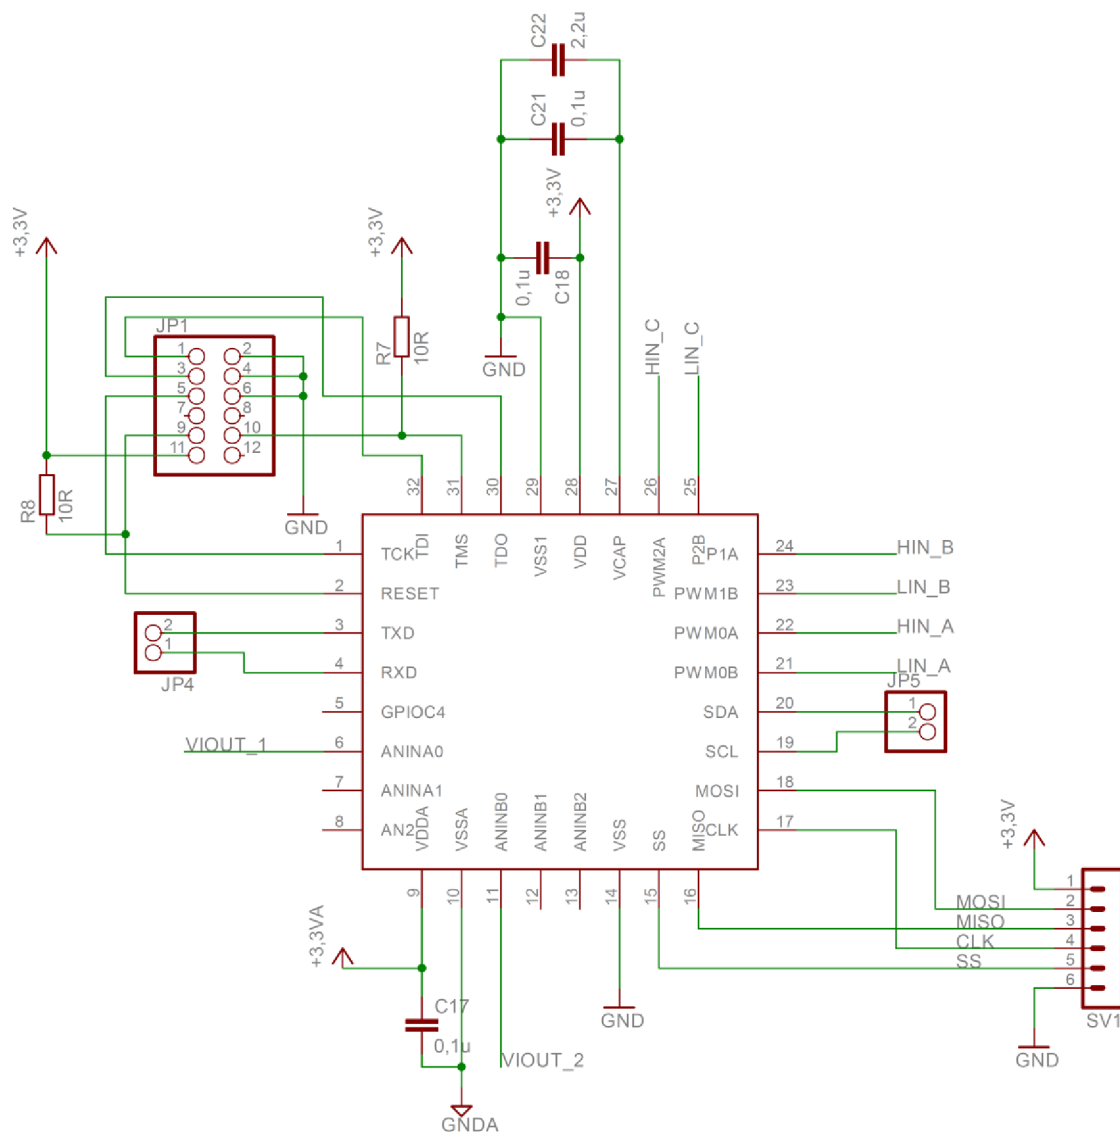 C22
2,2u
C21
0,1u
+3,3V
0,1u
C18
+3,3V
+3,3V
JP1
1
2
3
4
5
6
7
8
9
10
11
12
R7
10R
GND
HIN_C
LIN_C
R8
10R
GND
32
31
30
29
28
27
26
25
TDI
TMS
TDO
VSS1
VDD
VCAP
PWM2A
P2B
1
TCK
2
RESET
3
TXD
4
RXD
5
GPIOC4
6
ANINA0
7
ANINA1
8
AN2
P1A
24
HIN_B
PWM1B
23
LIN_B
PWM0A
22
HIN_A
PWM0B
21
LIN_A
SDA
20
SCL
19
MOSI
18
CLK
17
2
1
JP4
VIOUT_1
JP5
1
2
VDDA
VSSA
ANINB0
ANINB1
ANINB2
VSS
SS
MISO
9
10
11
12
13
14
15
16
+3,3VA
C17
0,1u
GNDA
VIOUT_2
GND
+3,3V
1
MOSI
2
MISO
3
CLK
4
SS
5
6
SV1
GND